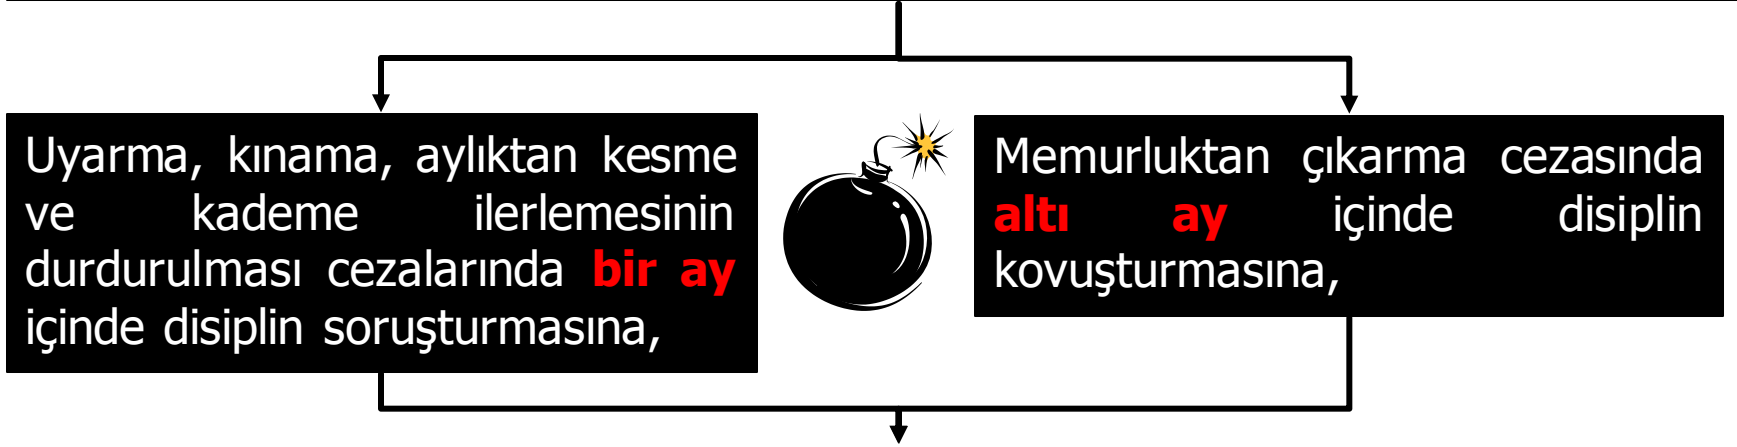 Uyarma, kınama, aylıktan kesme
ve kademe ilerlemesinin
durdurulması cezalarında bir ay
içinde disiplin soruşturmasına,
Memurluktan çıkarma cezasında
altı ay içinde disiplin
kovuşturmasına,